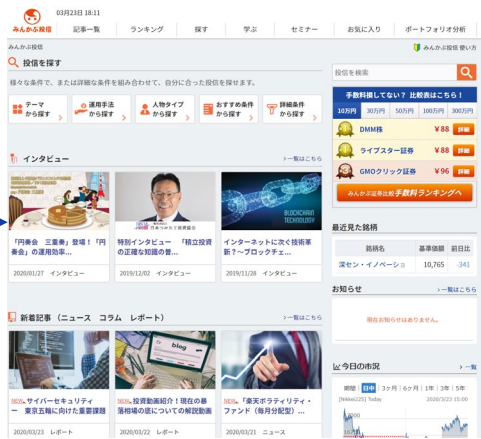 03月23日 18:11
みんかぶ投信
記事一覧
ランキング
探す
学ぶ
セミナー
お気に入り
ポートフォリオ分析
みんかぶ投信
みんかぶ投信 使い方
投信を探す
様々な条件で、または詳細な条件を組み合わせて、自分に合った投信を探せます。
テーマ
から探す
運用手法
から探す
人物タイプ
から探す
おすすめ条件
から探す
詳細条件
から探す
インタビュー
一覧はこちら
BLOCKCHAIN
TECHNOLOGY
「円奏会 三重奏」登場！「円
奏会」の運用効率...
2020/01/27 インタビュー
特別インタビュー 「積立投資
の正確な知識の普...
2019/12/02 インタビュー
インターネットに次ぐ技術革
新？～ブロックチェ...
2019/11/28 インタビュー
新着記事 （ニュース コラム レポート）
一覧はこちら
blog
NEW. サイバーセキュリティ
ー 東京五輪に向けた重要課題
2020/03/23 レポート
NEW. 投資動画紹介！現在の暴
落相場の底についての解説動画
2020/03/22 レポート
NEW. 「楽天ボラティリティ・
ファンド（毎月分配型）...
2020/03/21 ニュース
投信を検索
手数料損してない？ 比較表はこちら！
10万円
30万円
50万円
100万円
300万円
DMM株
¥88
詳細
ライブスター証券
¥88
詳細
GMOクリック証券
¥96
詳細
みんかぶ証券比較手数料ランキングへ
最近見た銘柄
銘柄名
基準価額
前日比
深セン・イノベーシ
10,765
-341
お知らせ
一覧はこちら
現在お知らせはありません。
今日の市況
一覧
期間
日中
3ヶ月
6ヶ月
1年
3年
5年
[Nikkei225] Today
2020/3/23 15:00